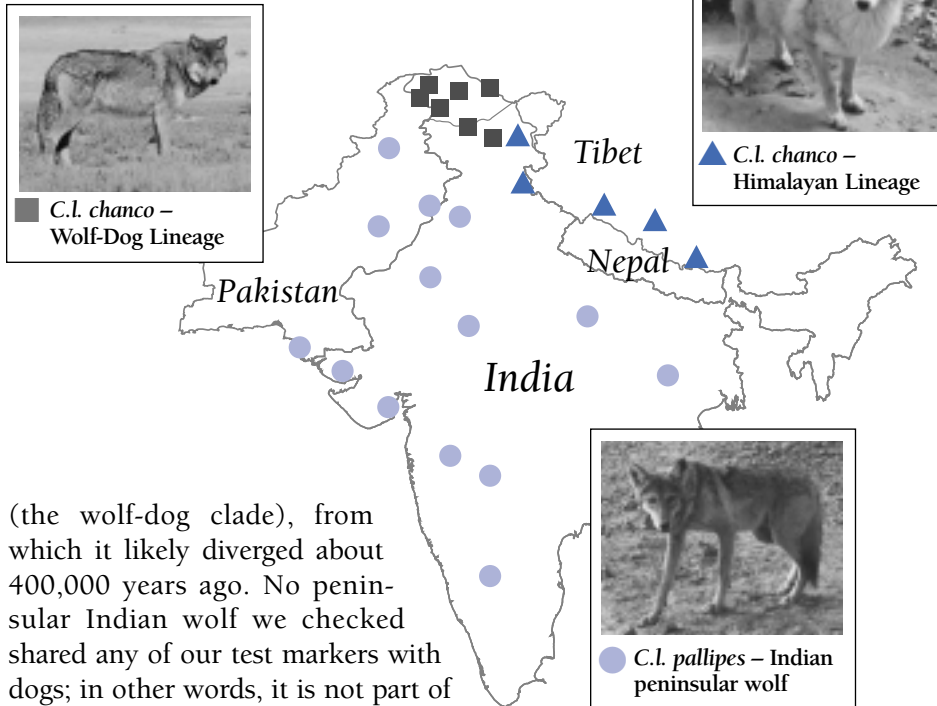 C.l. chanco –
Wolf-Dog Lineage
C.l. chanco –
Himalayan Lineage
Tibet
Nepal
Pakistan
India
(the wolf-dog clade), from
which it likely diverged about
400,000 years ago. No penin-
sular Indian wolf we checked
shared any of our test markers with
dogs; in other words, it is not part of
C.l. pallipes – Indian
peninsular wolf